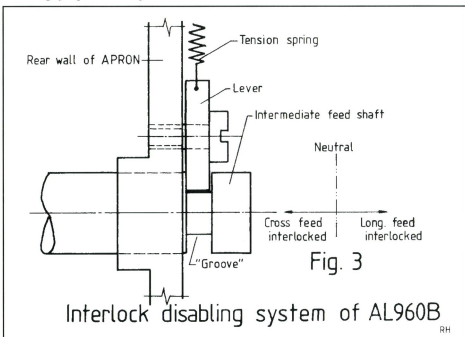 Tension spring
Rear wall of APRON
Lever
Intermediate feed shaft
Neutral
Cross feed
interlocked
Long. feed
interlocked
"Groove"
Fig. 3
Interlock disabling system of AL960B
RH